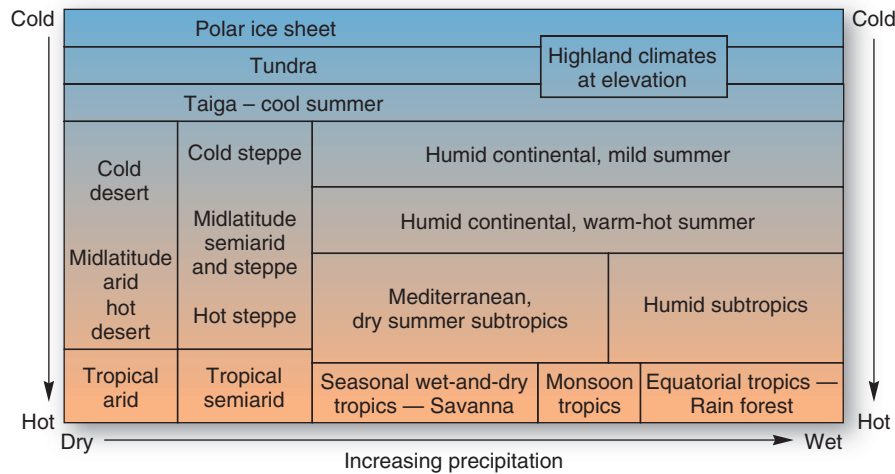 Cold
Cold
Polar ice sheet
Tundra
Highland climates
at elevation
Taiga – cool summer
Cold
desert
Midlatitude
arid
hot
desert
Cold steppe
Midlatitude
semiarid
and steppe
Hot steppe
Humid continental, mild summer
Humid continental, warm-hot summer
Mediterranean,
dry summer subtropics
Humid subtropics
Tropical
arid
Tropical
semiarid
Seasonal wet-and-dry
tropics — Savanna
Monsoon
tropics
Equatorial tropics —
Rain forest
Hot
Hot
Dry
Wet
Increasing precipitation